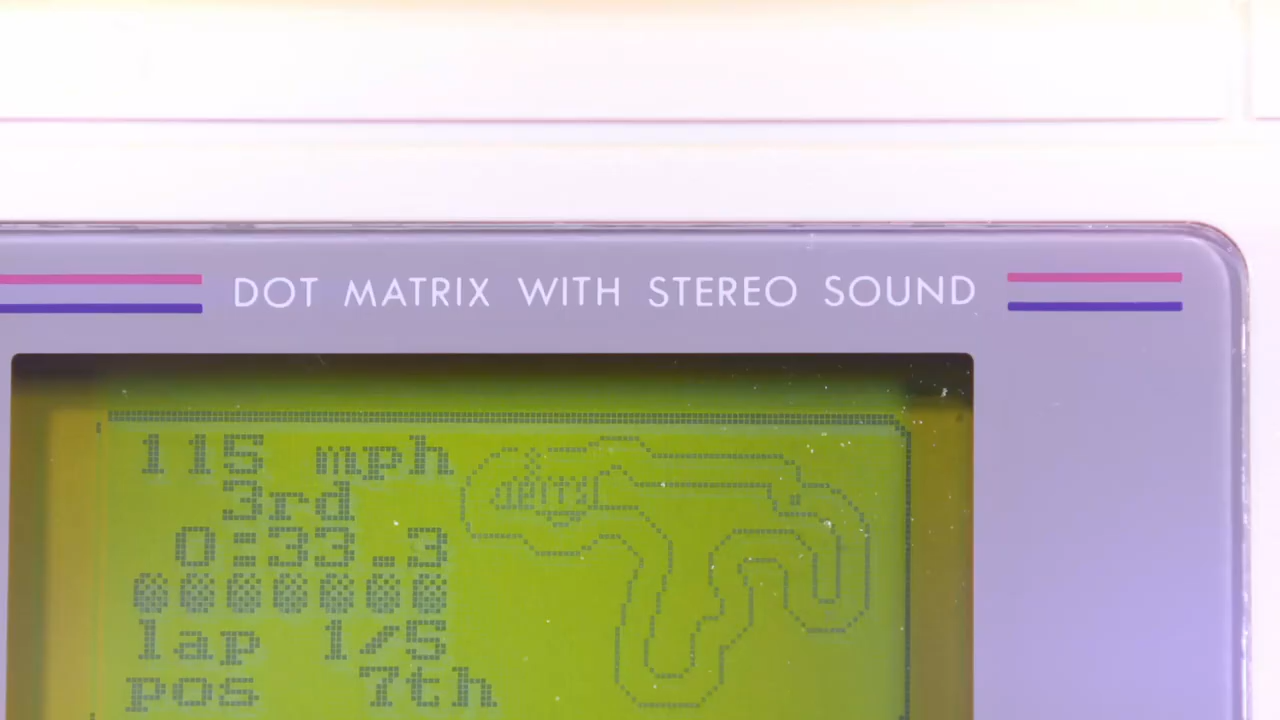 DOT MATRIX WITH STEREO SOUND
115 mph
3rd
0:33.3
lap 1/5
pos 7th